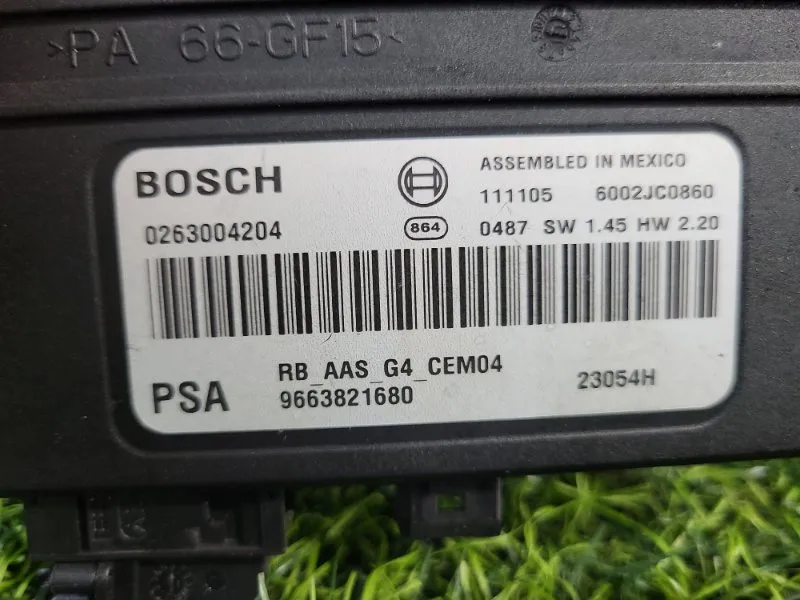 >PA 66-GF15<
BOSCH
ASSEMBLED IN MEXICO
111105 6002JC0860
0263004204 864 0487 SW 1.45 HW 2.20
RB_AAS_G4_CEM04
PSA 9663821680 23054H